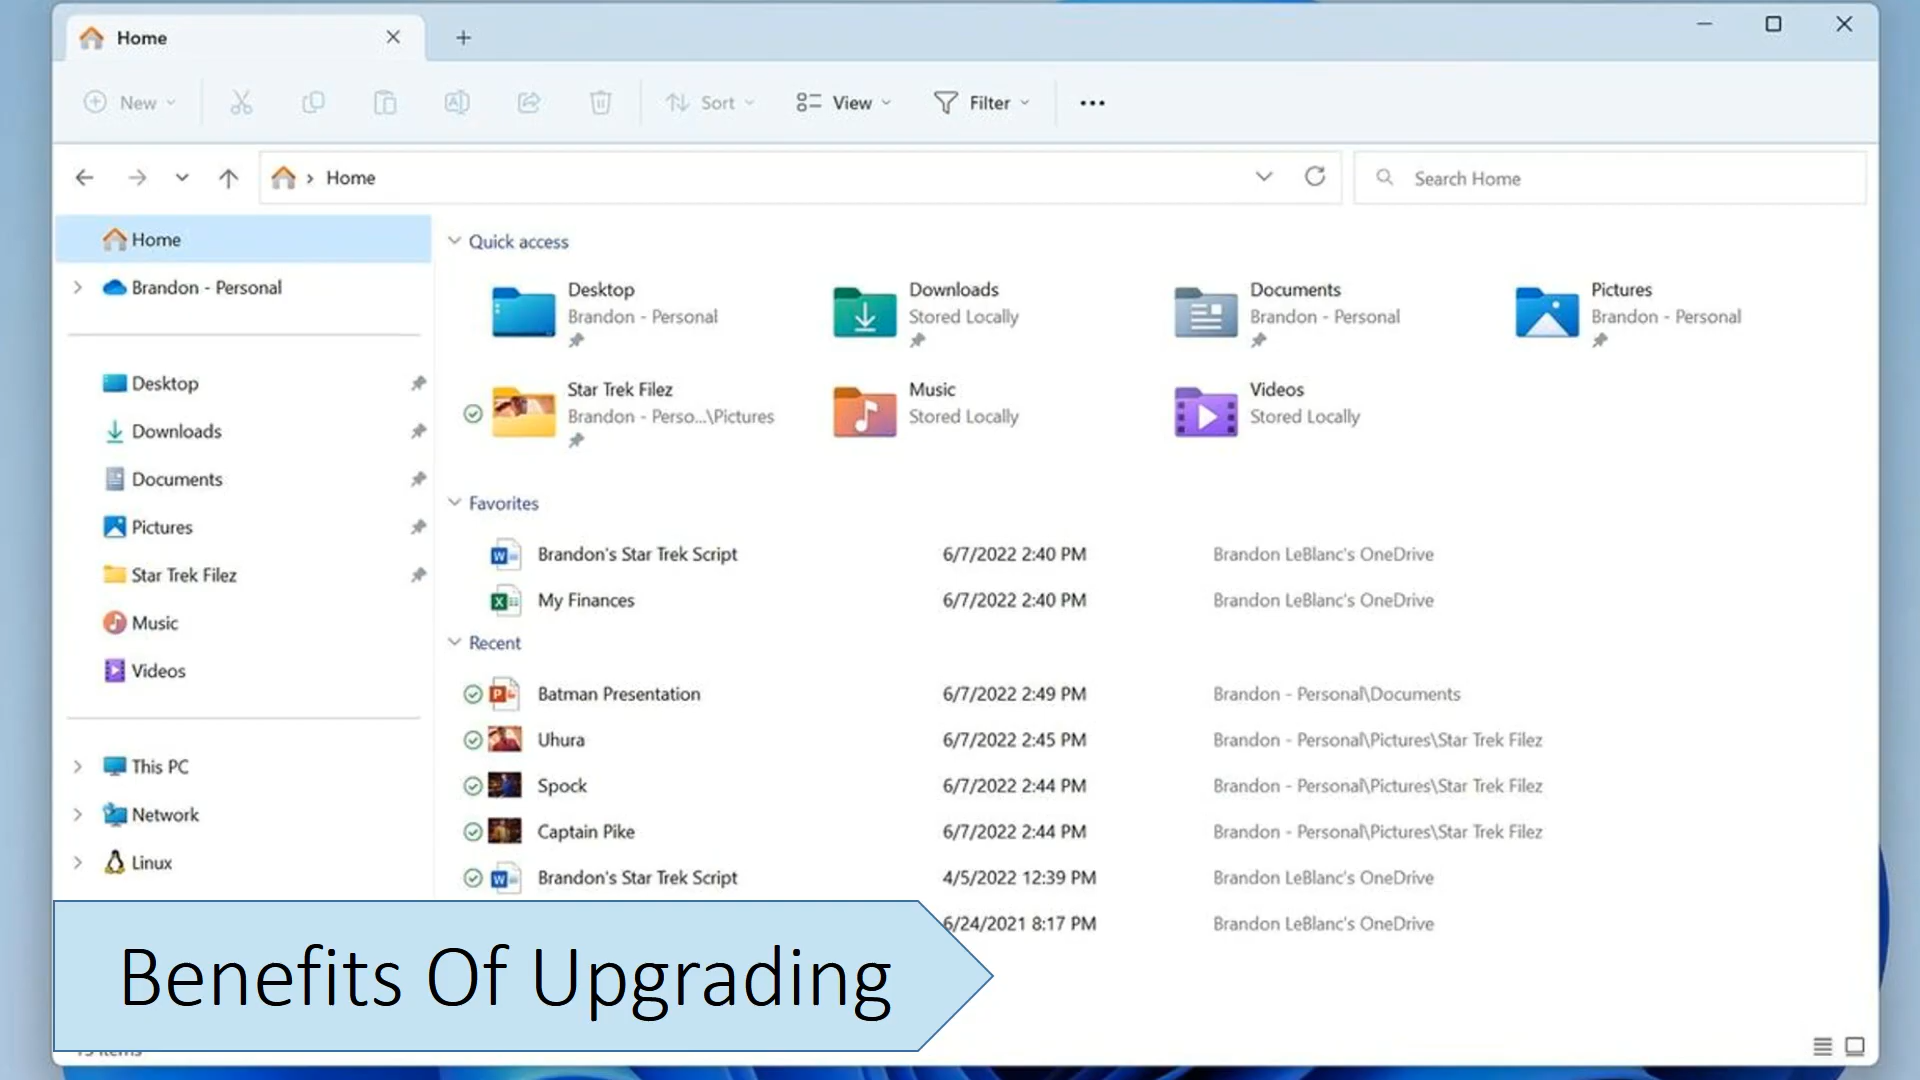 Home
New
Sort
View
Filter
Home
Search Home
Home
Brandon - Personal
Desktop
Downloads
Documents
Pictures
Star Trek Filez
Music
Videos
This PC
Network
Linux
Quick access
Desktop
Brandon - Personal
Downloads
Stored Locally
Documents
Brandon - Personal
Pictures
Brandon - Personal
Star Trek Filez
Brandon - Perso...\Pictures
Music
Stored Locally
Videos
Stored Locally
Favorites
Brandon's Star Trek Script 6/7/2022 2:40 PM Brandon LeBlanc's OneDrive
My Finances 6/7/2022 2:40 PM Brandon LeBlanc's OneDrive
Recent
Batman Presentation 6/7/2022 2:49 PM Brandon - Personal\Documents
Uhura 6/7/2022 2:45 PM Brandon - Personal\Pictures\Star Trek Filez
Spock 6/7/2022 2:44 PM Brandon - Personal\Pictures\Star Trek Filez
Captain Pike 6/7/2022 2:44 PM Brandon - Personal\Pictures\Star Trek Filez
Brandon's Star Trek Script 4/5/2022 12:39 PM Brandon LeBlanc's OneDrive
6/24/2021 8:17 PM Brandon LeBlanc's OneDrive
Benefits Of Upgrading